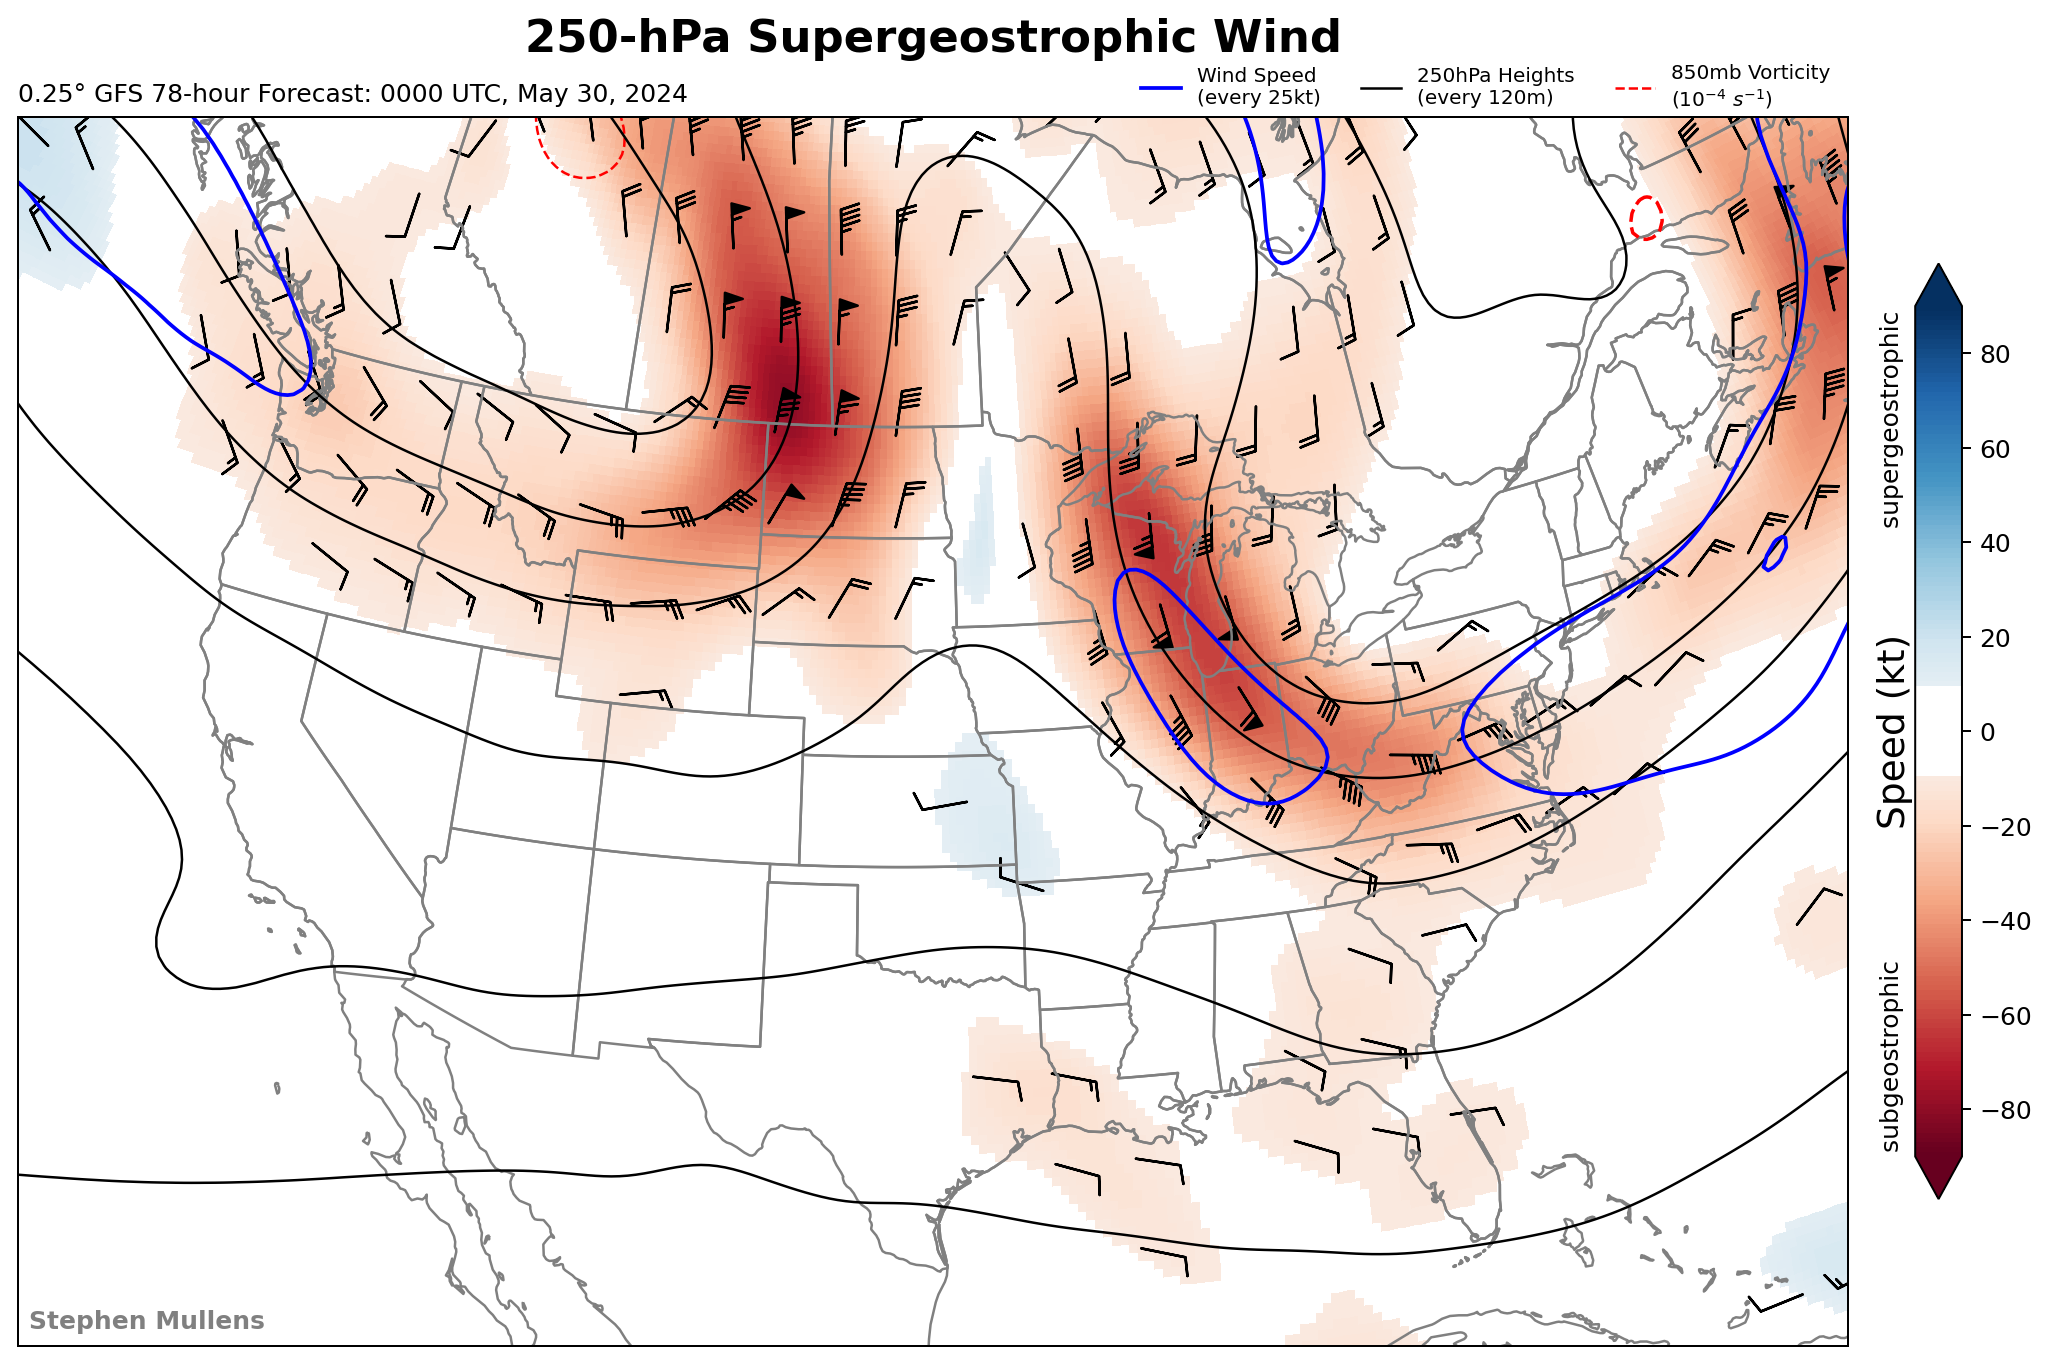 250-hPa Supergeostrophic Wind
0.25° GFS 78-hour Forecast: 0000 UTC, May 30, 2024
Wind Speed
(every 25kt)
250hPa Heights
(every 120m)
850mb Vorticity
(10⁻⁴ s⁻¹)
supergeostrophic
Speed (kt)
subgeostrophic
80
60
40
20
0
−20
−40
−60
−80
Stephen Mullens